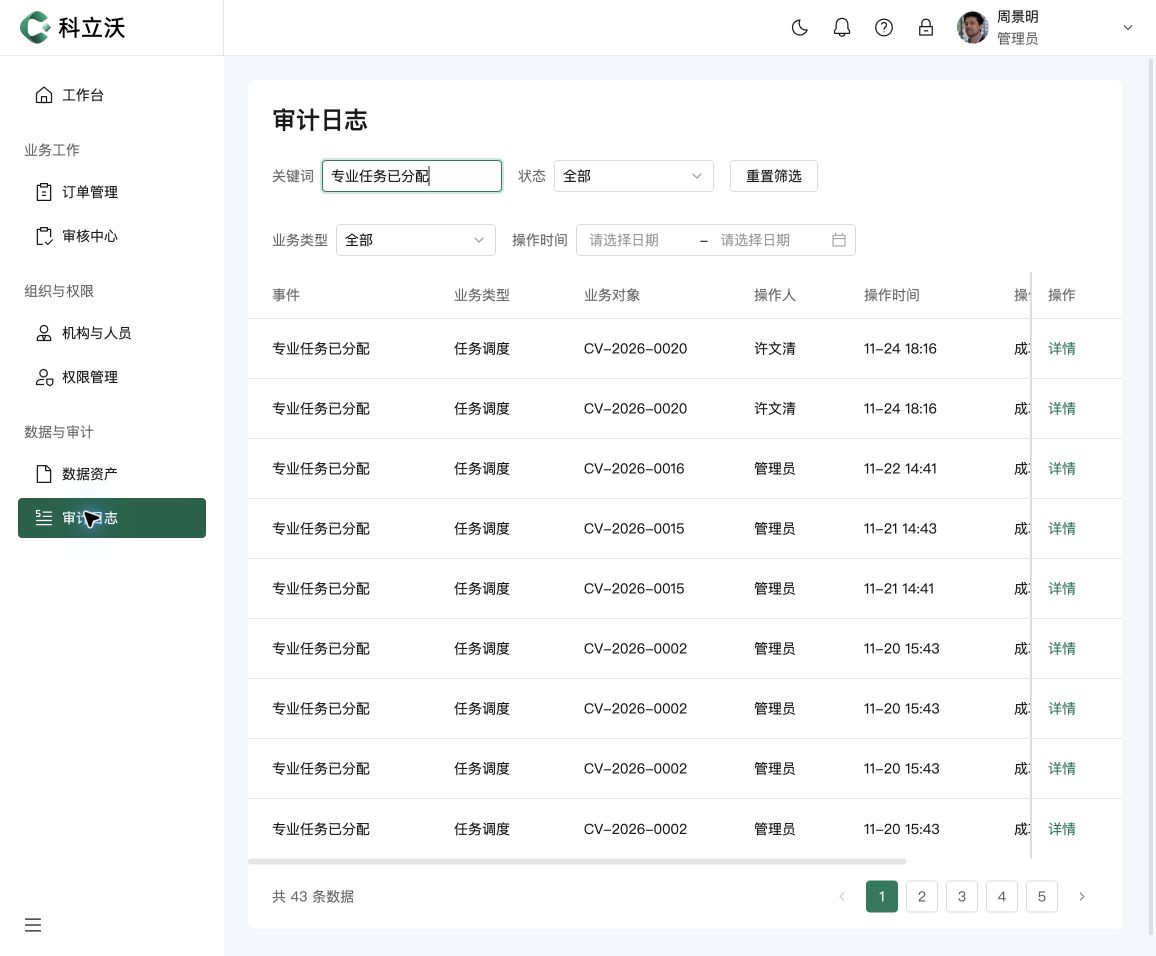 科立沃
周景明
管理员
工作台
业务工作
订单管理
审核中心
组织与权限
机构与人员
权限管理
数据与审计
数据资产
审计日志
审计日志
关键词 专业任务已分配 状态 全部 重置筛选
业务类型 全部 操作时间 请选择日期 – 请选择日期
事件 业务类型 业务对象 操作人 操作时间 操作
专业任务已分配 任务调度 CV-2026-0020 许文清 11-24 18:16 详情
专业任务已分配 任务调度 CV-2026-0020 许文清 11-24 18:16 详情
专业任务已分配 任务调度 CV-2026-0016 管理员 11-22 14:41 详情
专业任务已分配 任务调度 CV-2026-0015 管理员 11-21 14:43 详情
专业任务已分配 任务调度 CV-2026-0015 管理员 11-21 14:41 详情
专业任务已分配 任务调度 CV-2026-0002 管理员 11-20 15:43 详情
专业任务已分配 任务调度 CV-2026-0002 管理员 11-20 15:43 详情
专业任务已分配 任务调度 CV-2026-0002 管理员 11-20 15:43 详情
专业任务已分配 任务调度 CV-2026-0002 管理员 11-20 15:43 详情
共 43 条数据 1 2 3 4 5